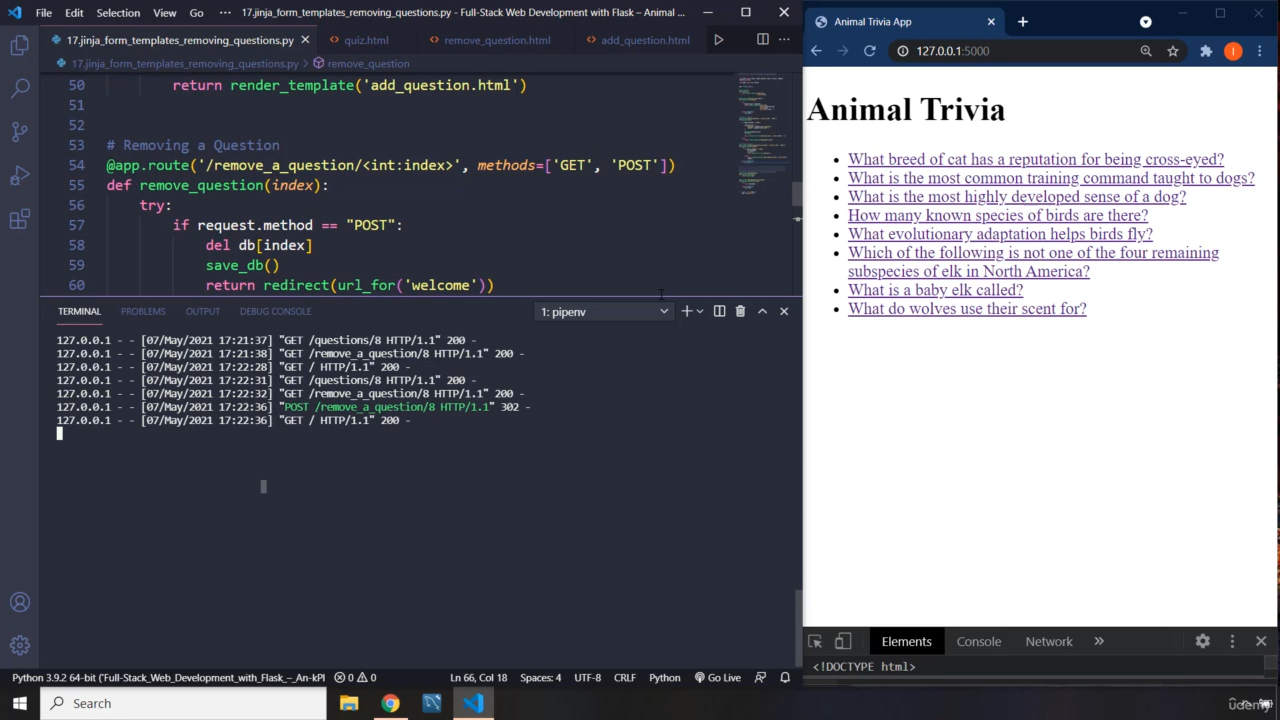 File Edit Selection View Go ··· 17.jinja_form_templates_removing_questions.py - Full-Stack Web Development with Flask – Animal ...
17.jinja_form_templates_removing_questions.py quiz.html remove_question.html add_question.html
17.jinja_form_templates_removing_questions.py > remove_question
50 return render_template('add_question.html')
51
52
# Removing a Question
54 @app.route('/remove_a_question/<int:index>', methods=['GET', 'POST'])
55 def remove_question(index):
56 try:
57 if request.method == "POST":
58 del db[index]
59 save_db()
60 return redirect(url_for('welcome'))
TERMINAL PROBLEMS OUTPUT DEBUG CONSOLE 1: pipenv
127.0.0.1 - - [07/May/2021 17:21:37] "GET /questions/8 HTTP/1.1" 200 -
127.0.0.1 - - [07/May/2021 17:21:38] "GET /remove_a_question/8 HTTP/1.1" 200 -
127.0.0.1 - - [07/May/2021 17:22:28] "GET / HTTP/1.1" 200 -
127.0.0.1 - - [07/May/2021 17:22:31] "GET /questions/8 HTTP/1.1" 200 -
127.0.0.1 - - [07/May/2021 17:22:32] "GET /remove_a_question/8 HTTP/1.1" 200 -
127.0.0.1 - - [07/May/2021 17:22:36] "POST /remove_a_question/8 HTTP/1.1" 302 -
127.0.0.1 - - [07/May/2021 17:22:36] "GET / HTTP/1.1" 200 -
Python 3.9.2 64-bit 0 0 Ln 66, Col 18 Spaces: 4 UTF-8 CRLF Python Go Live
Animal Trivia App
127.0.0.1:5000
Animal Trivia
What breed of cat has a reputation for being cross-eyed?
What is the most common training command taught to dogs?
What is the most highly developed sense of a dog?
How many known species of birds are there?
What evolutionary adaptation helps birds fly?
Which of the following is not one of the four remaining
subspecies of elk in North America?
What is a baby elk called?
What do wolves use their scent for?
Elements Console Network
<!DOCTYPE html>
Search
udemy